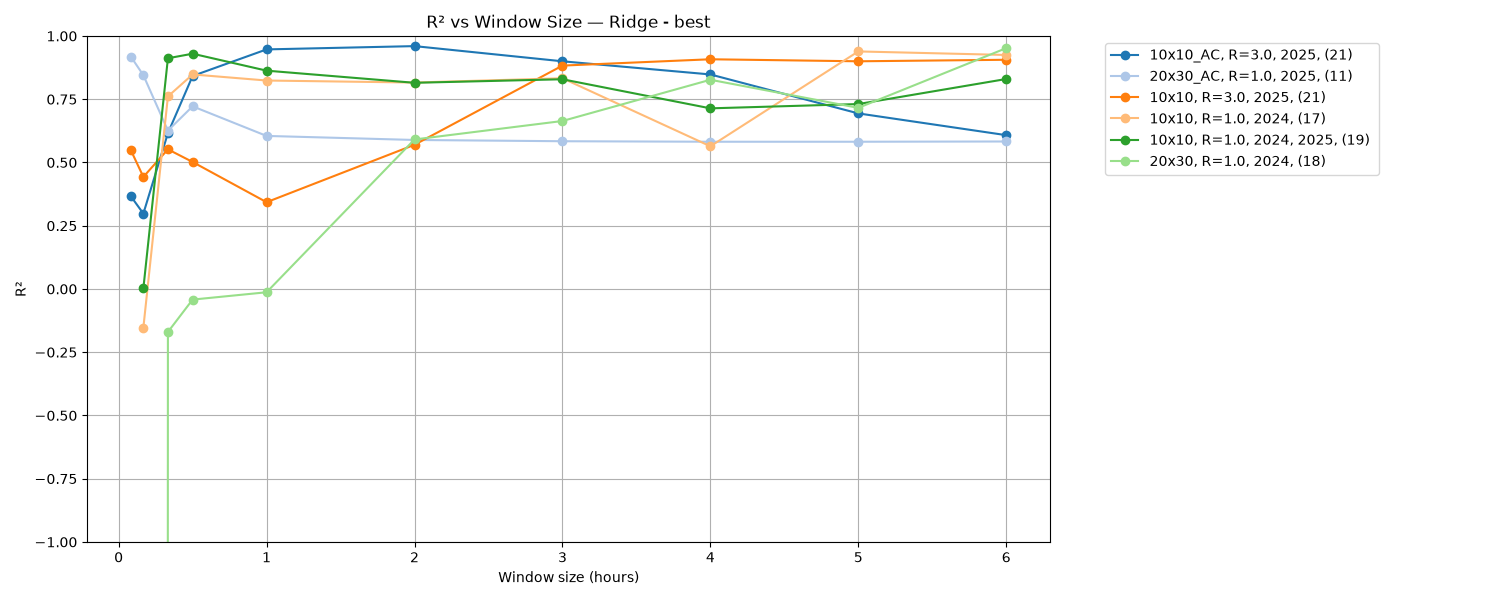 R² vs Window Size — Ridge - best
1.00
0.75
0.50
0.25
0.00
−0.25
−0.50
−0.75
−1.00
R²
0 1 2 3 4 5 6
Window size (hours)
10x10_AC, R=3.0, 2025, (21)
20x30_AC, R=1.0, 2025, (11)
10x10, R=3.0, 2025, (21)
10x10, R=1.0, 2024, (17)
10x10, R=1.0, 2024, 2025, (19)
20x30, R=1.0, 2024, (18)